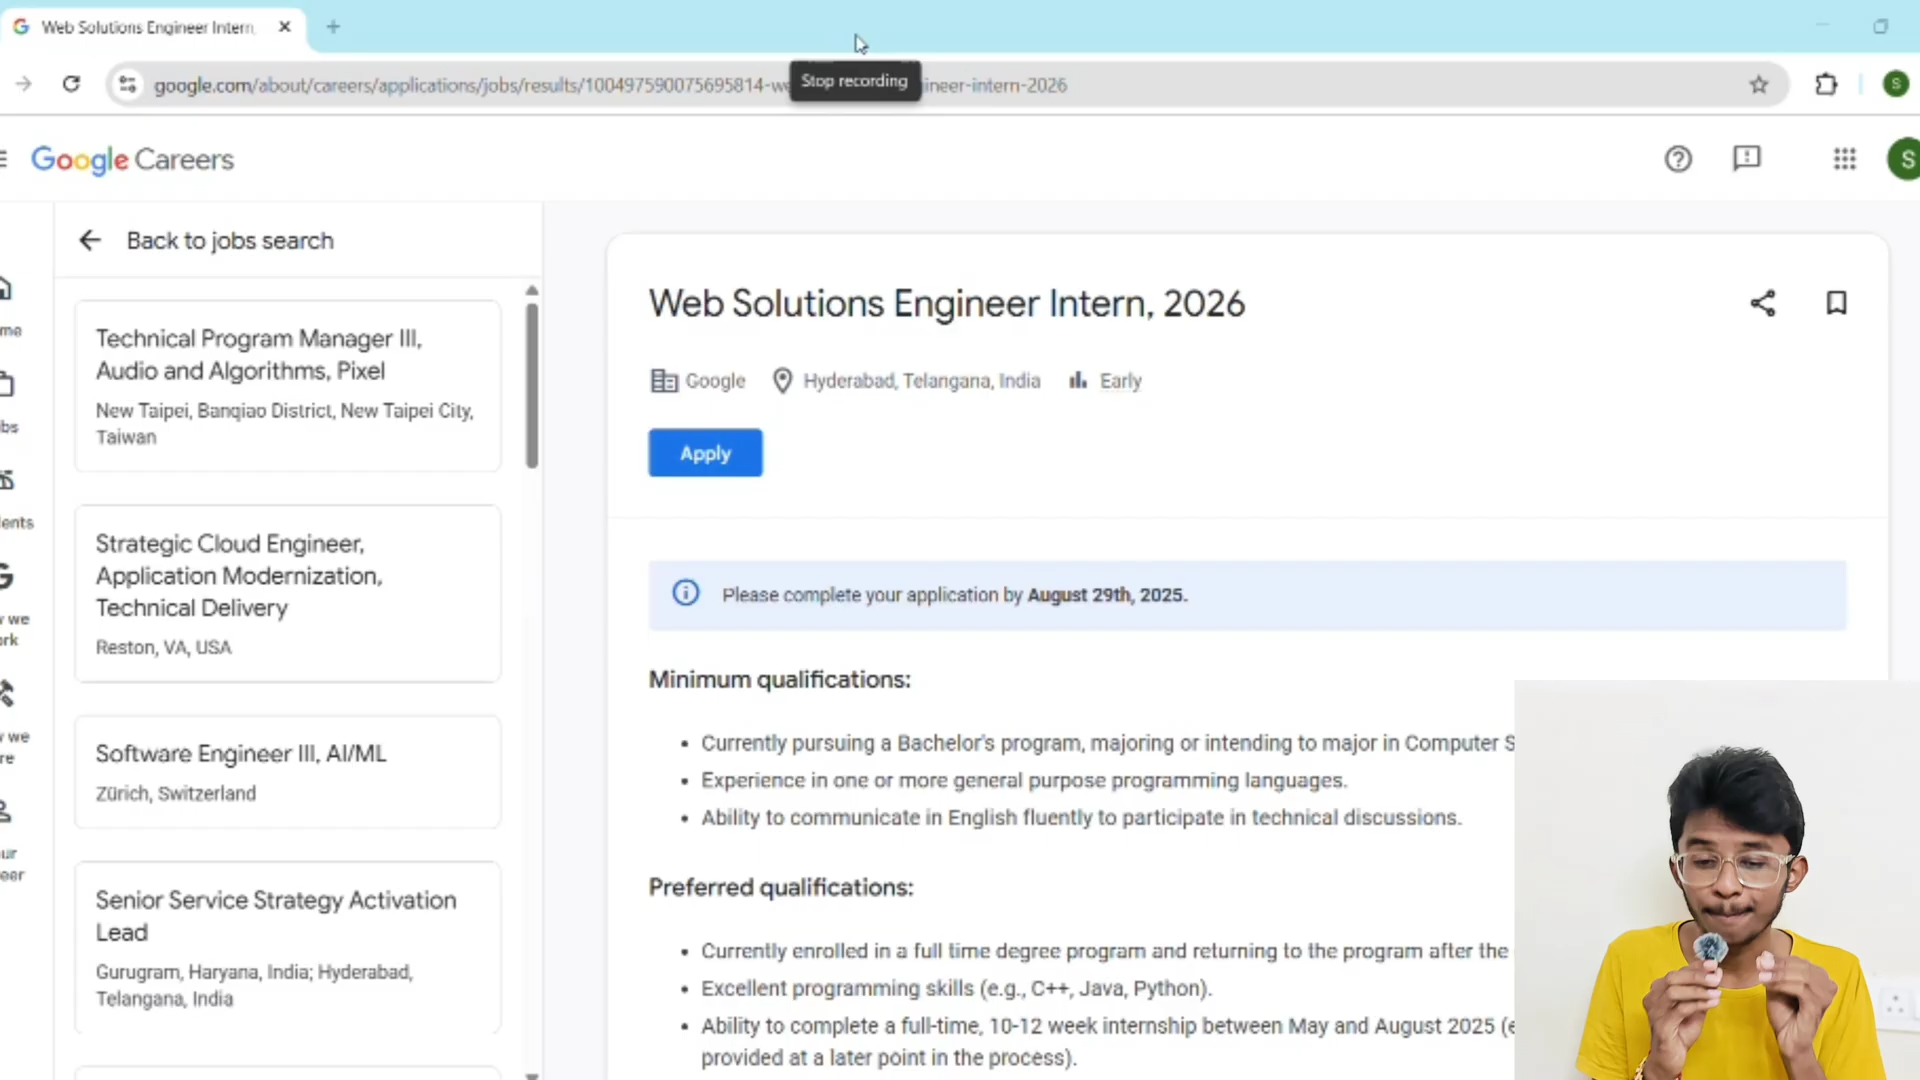 Web Solutions Engineer Intern,
google.com/about/careers/applications/jobs/results/100497590075695814-we
ineer-intern-2026
Stop recording
S
Google Careers
S
Back to jobs search
Technical Program Manager III,
Audio and Algorithms, Pixel
New Taipei, Banqiao District, New Taipei City,
Taiwan
Strategic Cloud Engineer,
Application Modernization,
Technical Delivery
Reston, VA, USA
Software Engineer III, AI/ML
Zürich, Switzerland
Senior Service Strategy Activation
Lead
Gurugram, Haryana, India; Hyderabad,
Telangana, India
Web Solutions Engineer Intern, 2026
Google
Hyderabad, Telangana, India
Early
Apply
Please complete your application by August 29th, 2025.
Minimum qualifications:
• Currently pursuing a Bachelor's program, majoring or intending to major in Computer S
• Experience in one or more general purpose programming languages.
• Ability to communicate in English fluently to participate in technical discussions.
Preferred qualifications:
• Currently enrolled in a full time degree program and returning to the program after the
• Excellent programming skills (e.g., C++, Java, Python).
• Ability to complete a full-time, 10-12 week internship between May and August 2025 (e
provided at a later point in the process).